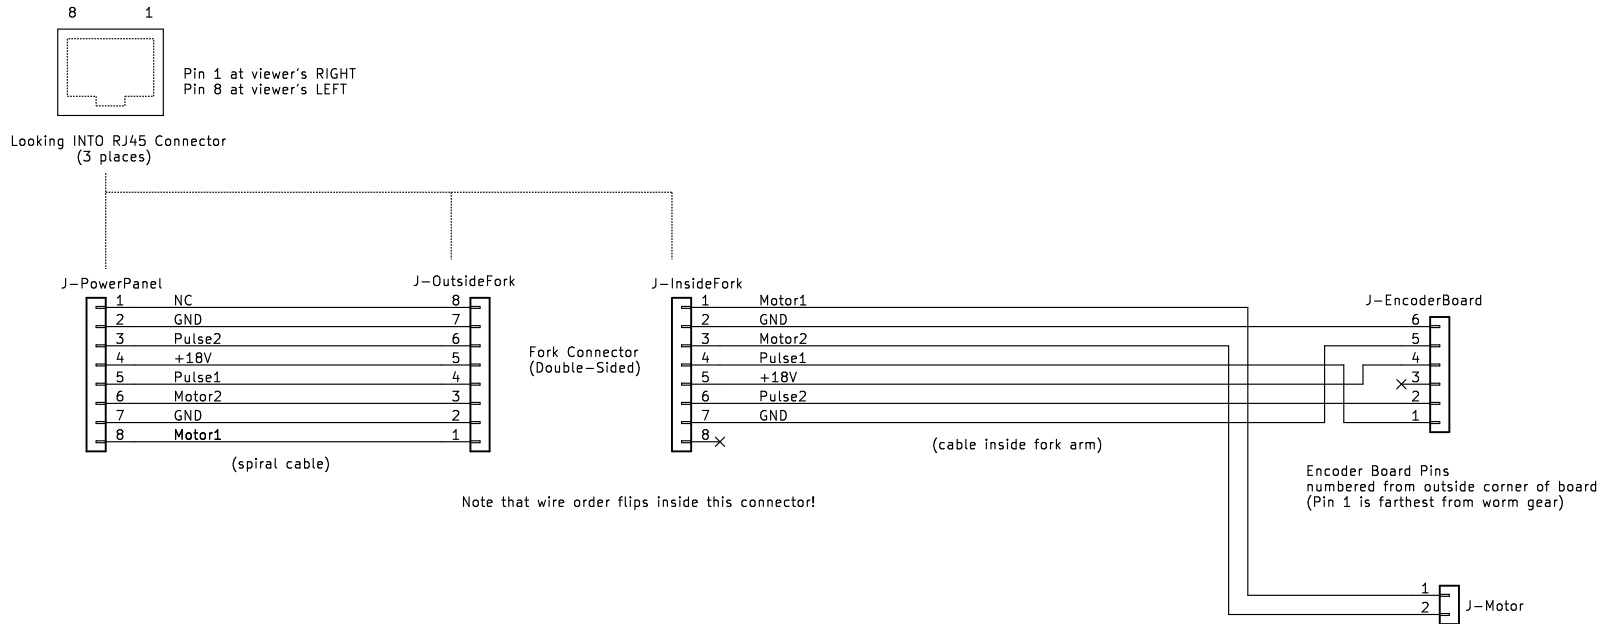 8 1
Pin 1 at viewer's RIGHT
Pin 8 at viewer's LEFT
Looking INTO RJ45 Connector
(3 places)
J-PowerPanel
1 NC 8
2 GND 7
3 Pulse2 6
4 +18V 5
5 Pulse1 4
6 Motor2 3
7 GND 2
8 Motor1 1
(spiral cable)
J-OutsideFork
Fork Connector
(Double-Sided)
Note that wire order flips inside this connector!
J-InsideFork
1 Motor1
2 GND
3 Motor2
4 Pulse1
5 +18V
6 Pulse2
7 GND
8
(cable inside fork arm)
J-EncoderBoard
6
5
4
3
2
1
Encoder Board Pins
numbered from outside corner of board
(Pin 1 is farthest from worm gear)
1
2
J-Motor